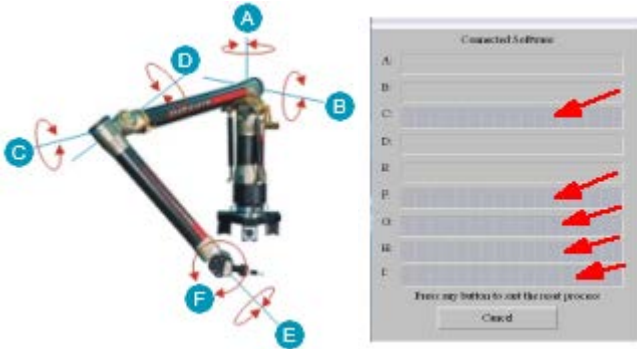 A
D
B
C
F
E
Connected Software
A:
B:
C:
D:
E:
F:
G:
H:
I:
Press any button to exit the reset process
Cancel